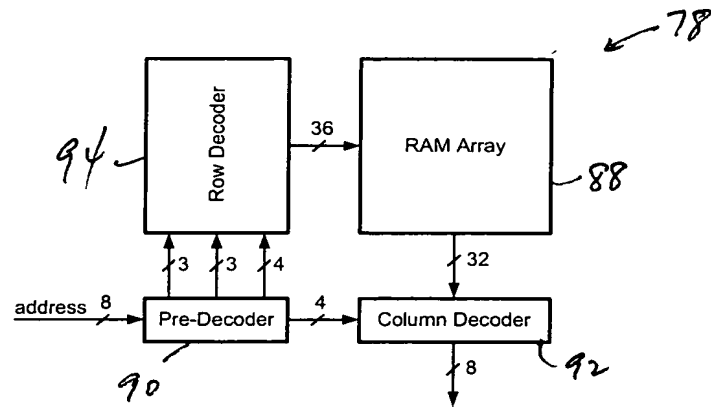 78
94
Row Decoder
36
RAM Array
88
3
3
4
32
address
8
Pre-Decoder
4
Column Decoder
90
92
8